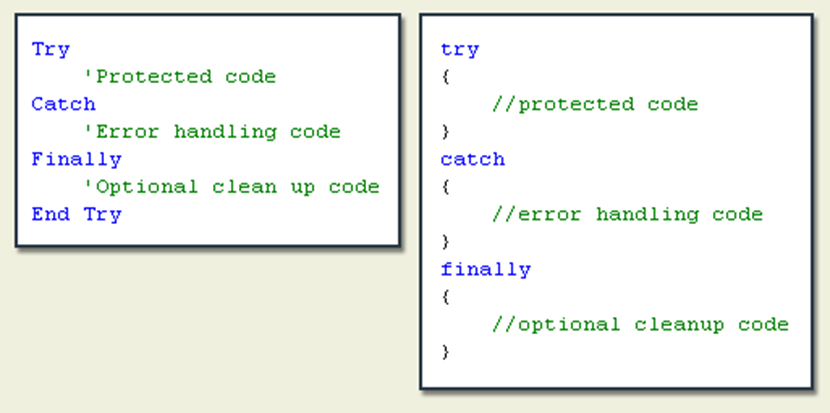 Try
    'Protected code
Catch
    'Error handling code
Finally
    'Optional clean up code
End Try
try
{
    //protected code
}
catch
{
    //error handling code
}
finally
{
    //optional cleanup code
}